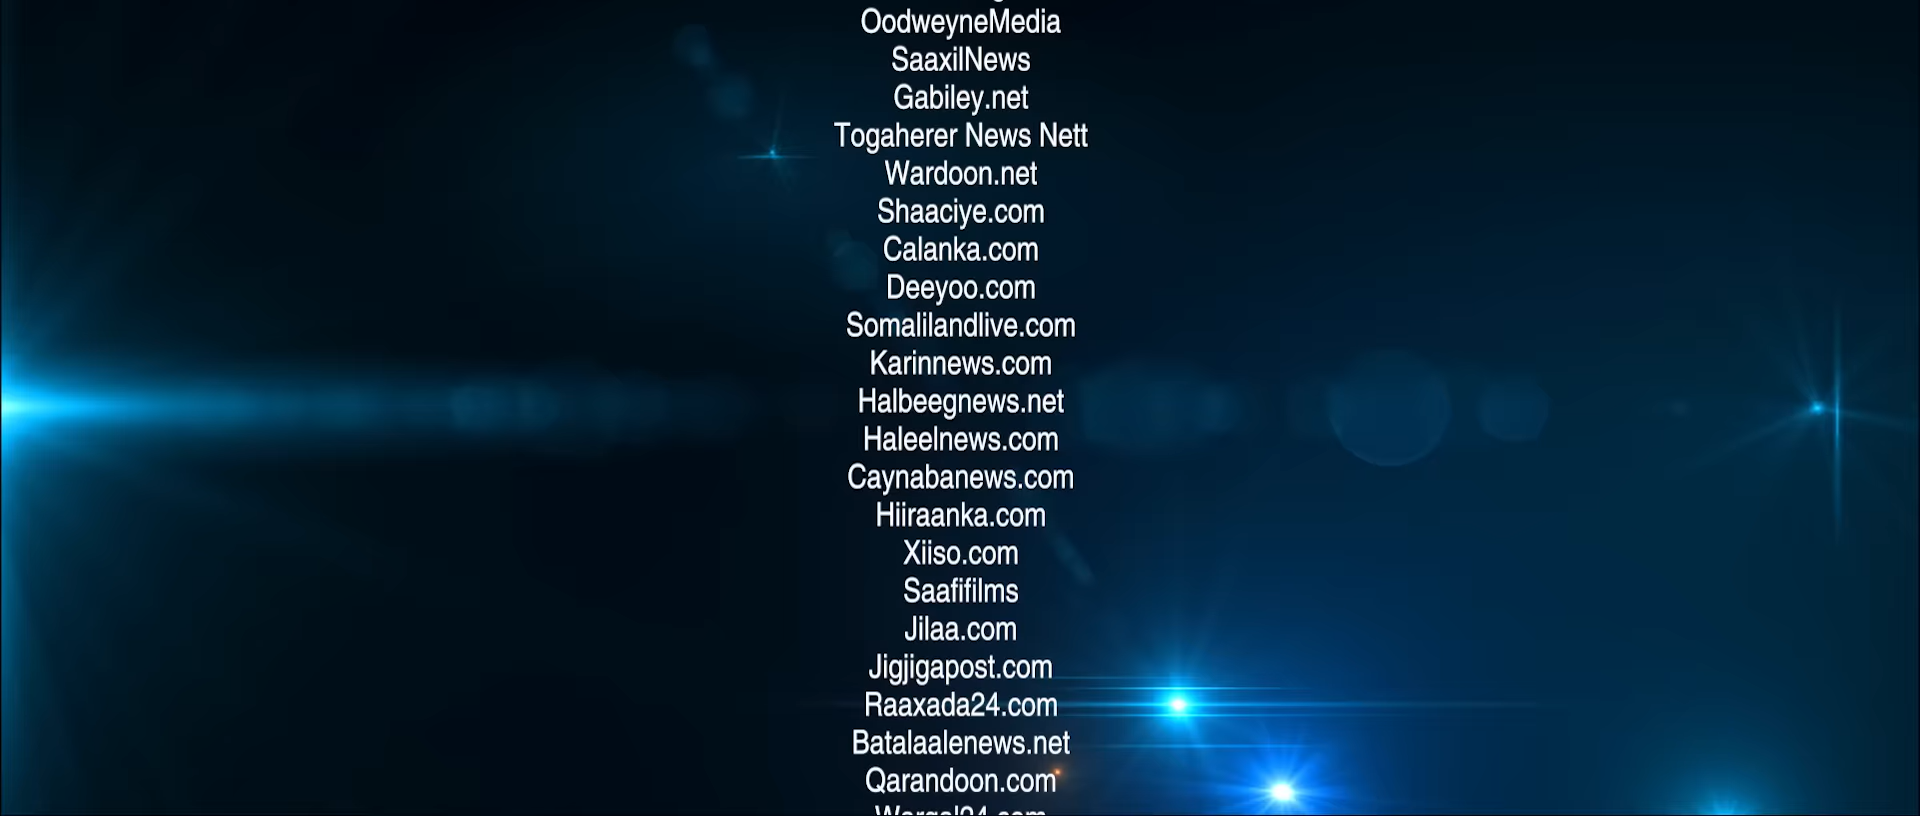 OodweyneMedia
SaaxilNews
Gabiley.net
Togaherer News Nett
Wardoon.net
Shaaciye.com
Calanka.com
Deeyoo.com
Somalilandlive.com
Karinnews.com
Halbeegnews.net
Haleelnews.com
Caynabanews.com
Hiiraanka.com
Xiiso.com
Saafifilms
Jilaa.com
Jigjigapost.com
Raaxada24.com
Batalaalenews.net
Qarandoon.com